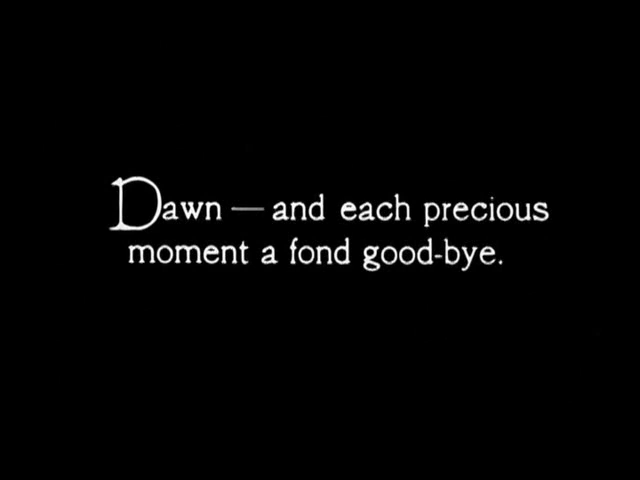 Dawn — and each precious
moment a fond good-bye.